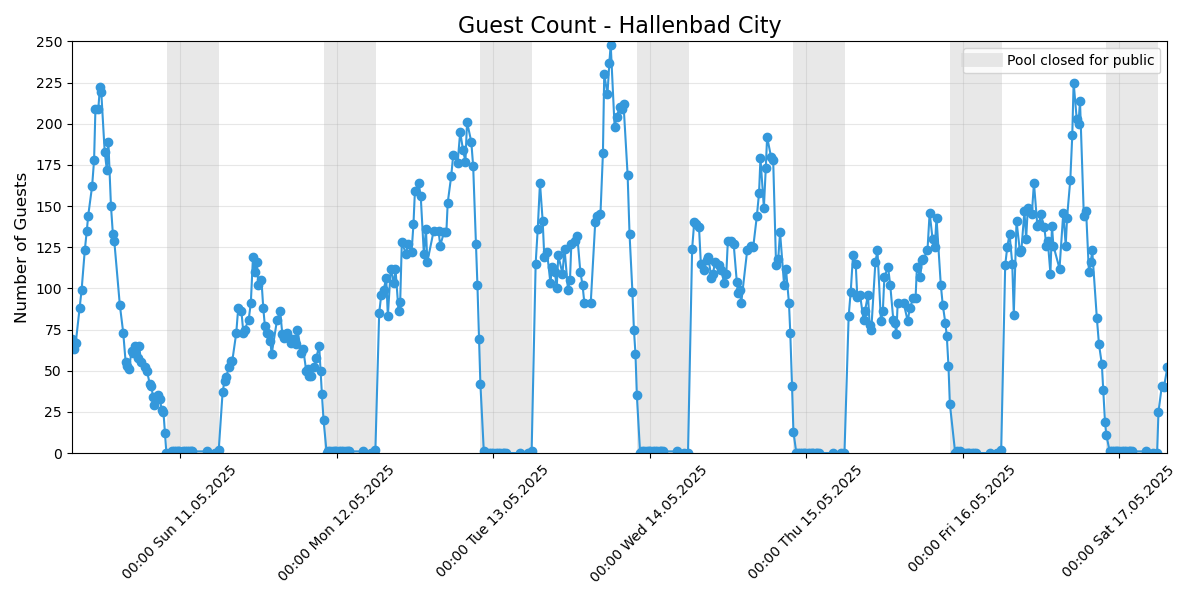 Guest Count - Hallenbad City
Pool closed for public
Number of Guests
250
225
200
175
150
125
100
75
50
25
0
00:00 Sun 11.05.2025
00:00 Mon 12.05.2025
00:00 Tue 13.05.2025
00:00 Wed 14.05.2025
00:00 Thu 15.05.2025
00:00 Fri 16.05.2025
00:00 Sat 17.05.2025